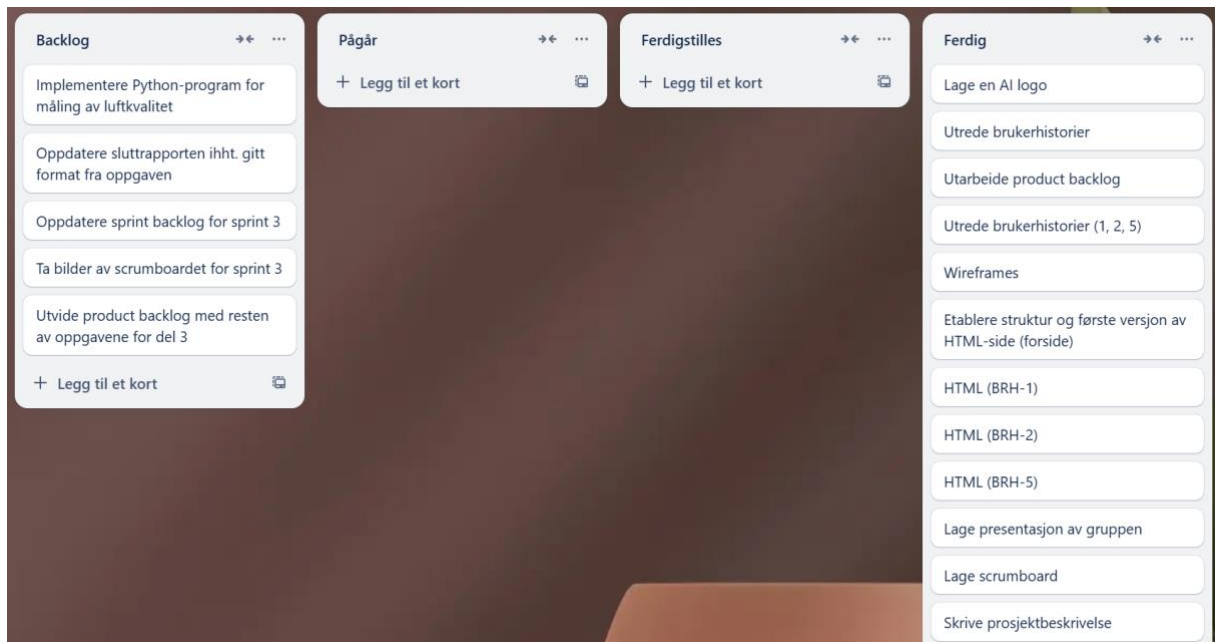 Backlog
Implementere Python-program for
måling av luftkvalitet
Oppdatere sluttrapporten ihht. gitt
format fra oppgaven
Oppdatere sprint backlog for sprint 3
Ta bilder av scrumboardet for sprint 3
Utvide product backlog med resten
av oppgavene for del 3
+ Legg til et kort
Pågår
+ Legg til et kort
Ferdigstilles
+ Legg til et kort
Ferdig
Lage en AI logo
Utrede brukerhistorier
Utarbeide product backlog
Utrede brukerhistorier (1, 2, 5)
Wireframes
Etablere struktur og første versjon av
HTML-side (forside)
HTML (BRH-1)
HTML (BRH-2)
HTML (BRH-5)
Lage presentasjon av gruppen
Lage scrumboard
Skrive prosjektbeskrivelse